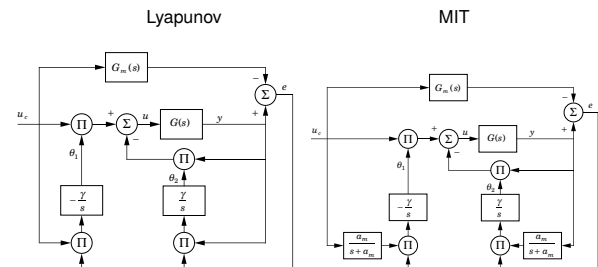 Lyapunov
MIT
G_m(s)
−
Σ
e
+
u_c
Π
+
Σ
−
u
G(s)
y
θ_1
Π
θ_2
−γ/s
γ/s
Π
Π
G_m(s)
−
Σ
e
+
u_c
Π
+
Σ
−
u
G(s)
y
θ_1
Π
θ_2
−γ/s
γ/s
a_m/(s + a_m)
Π
Π
a_m/(s + a_m)